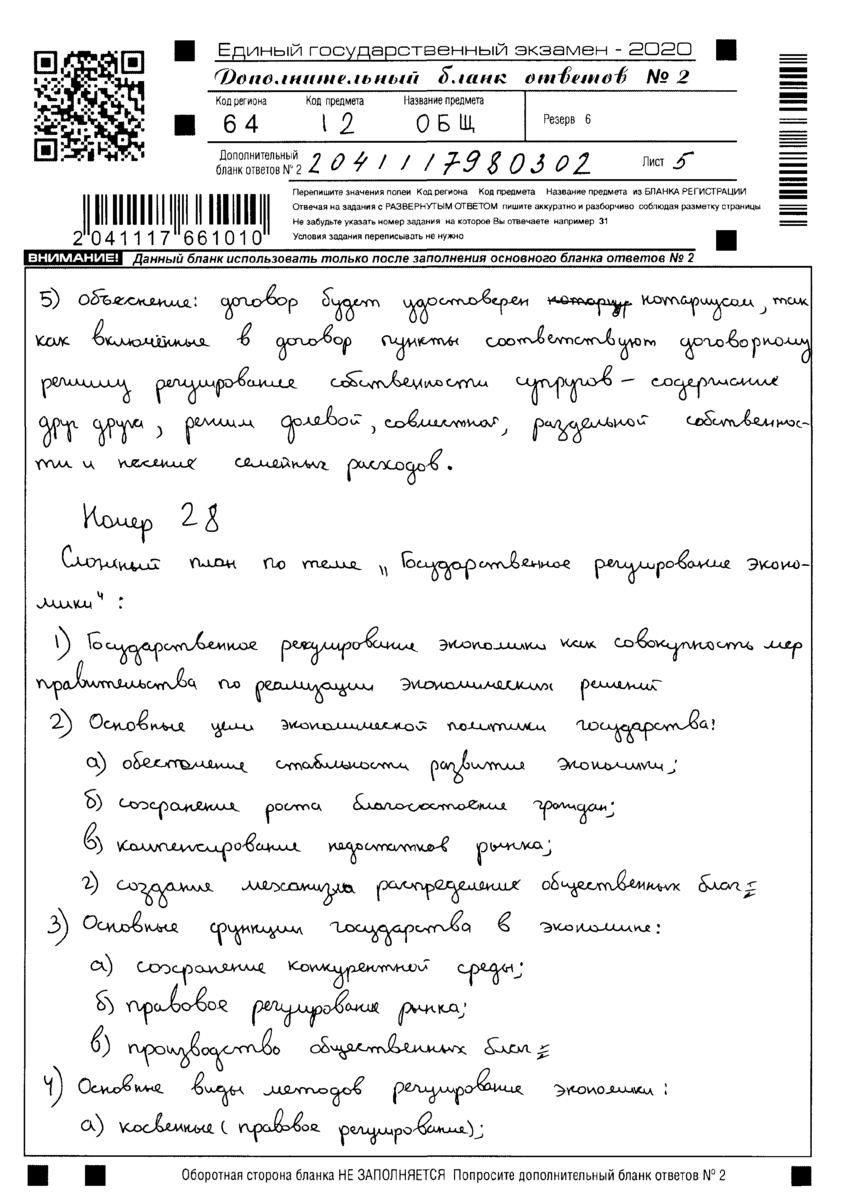 Единый государственный экзамен - 2020
Дополнительный бланк ответов № 2
Код региона Код предмета Название предмета
64 12 ОБЩ Резерв 6
Дополнительный бланк ответов № 2 2041117980302 Лист 5
Перепишите значения полей Код региона Код предмета Название предмета из БЛАНКА РЕГИСТРАЦИИ
Отвечая на задания с РАЗВЕРНУТЫМ ОТВЕТОМ пишите аккуратно и разборчиво соблюдая разметку страницы
Не забудьте указать номер задания на которое Вы отвечаете например 31
Условия задания переписывать не нужно
2 041117 661010
ВНИМАНИЕ! Данный бланк использовать только после заполнения основного бланка ответов № 2
5) объяснение: договор будет удостоверен нотариусом, так
как включённые в договор пункты соответствуют договорному
режиму регулирование собственности супругов – содержание
друг друга, режим долевой, совместной, раздельной собственнос-
ти и несение семейных расходов.
Номер 28
Сложный план по теме „Государственное регулирование эконо-
мики“:
1) Государственное регулирование экономики как совокупность мер
правительства по реализации экономических решений
2) Основные цели экономической политики государства:
а) обеспечение стабильности развитие экономики;
б) сохранение роста благосостояние граждан;
в) компенсирование недостатков рынка;
г) создание механизма распределение общественных благ
3) Основные функции государства в экономике:
а) сохранение конкурентной среды;
б) правовое регулирование рынка;
в) производство общественных благ
4) Основные виды методов регулирование экономики:
а) косвенные (правовое регулирование);
Оборотная сторона бланка НЕ ЗАПОЛНЯЕТСЯ Попросите дополнительный бланк ответов № 2